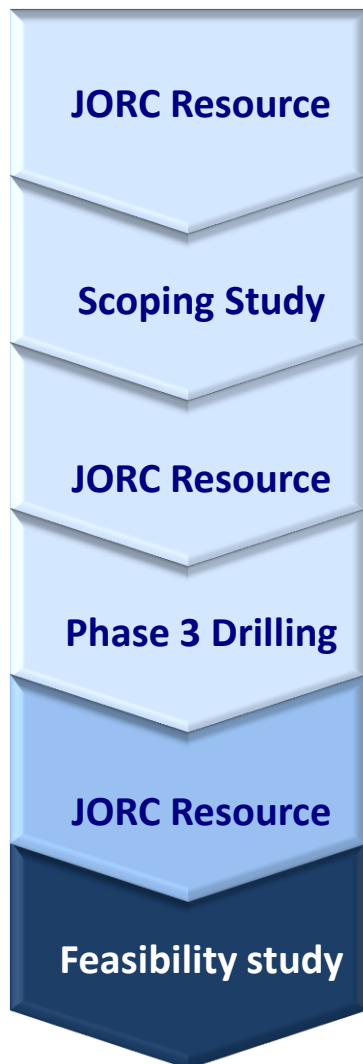 JORC Resource
Scoping Study
JORC Resource
Phase 3 Drilling
JORC Resource
Feasibility study